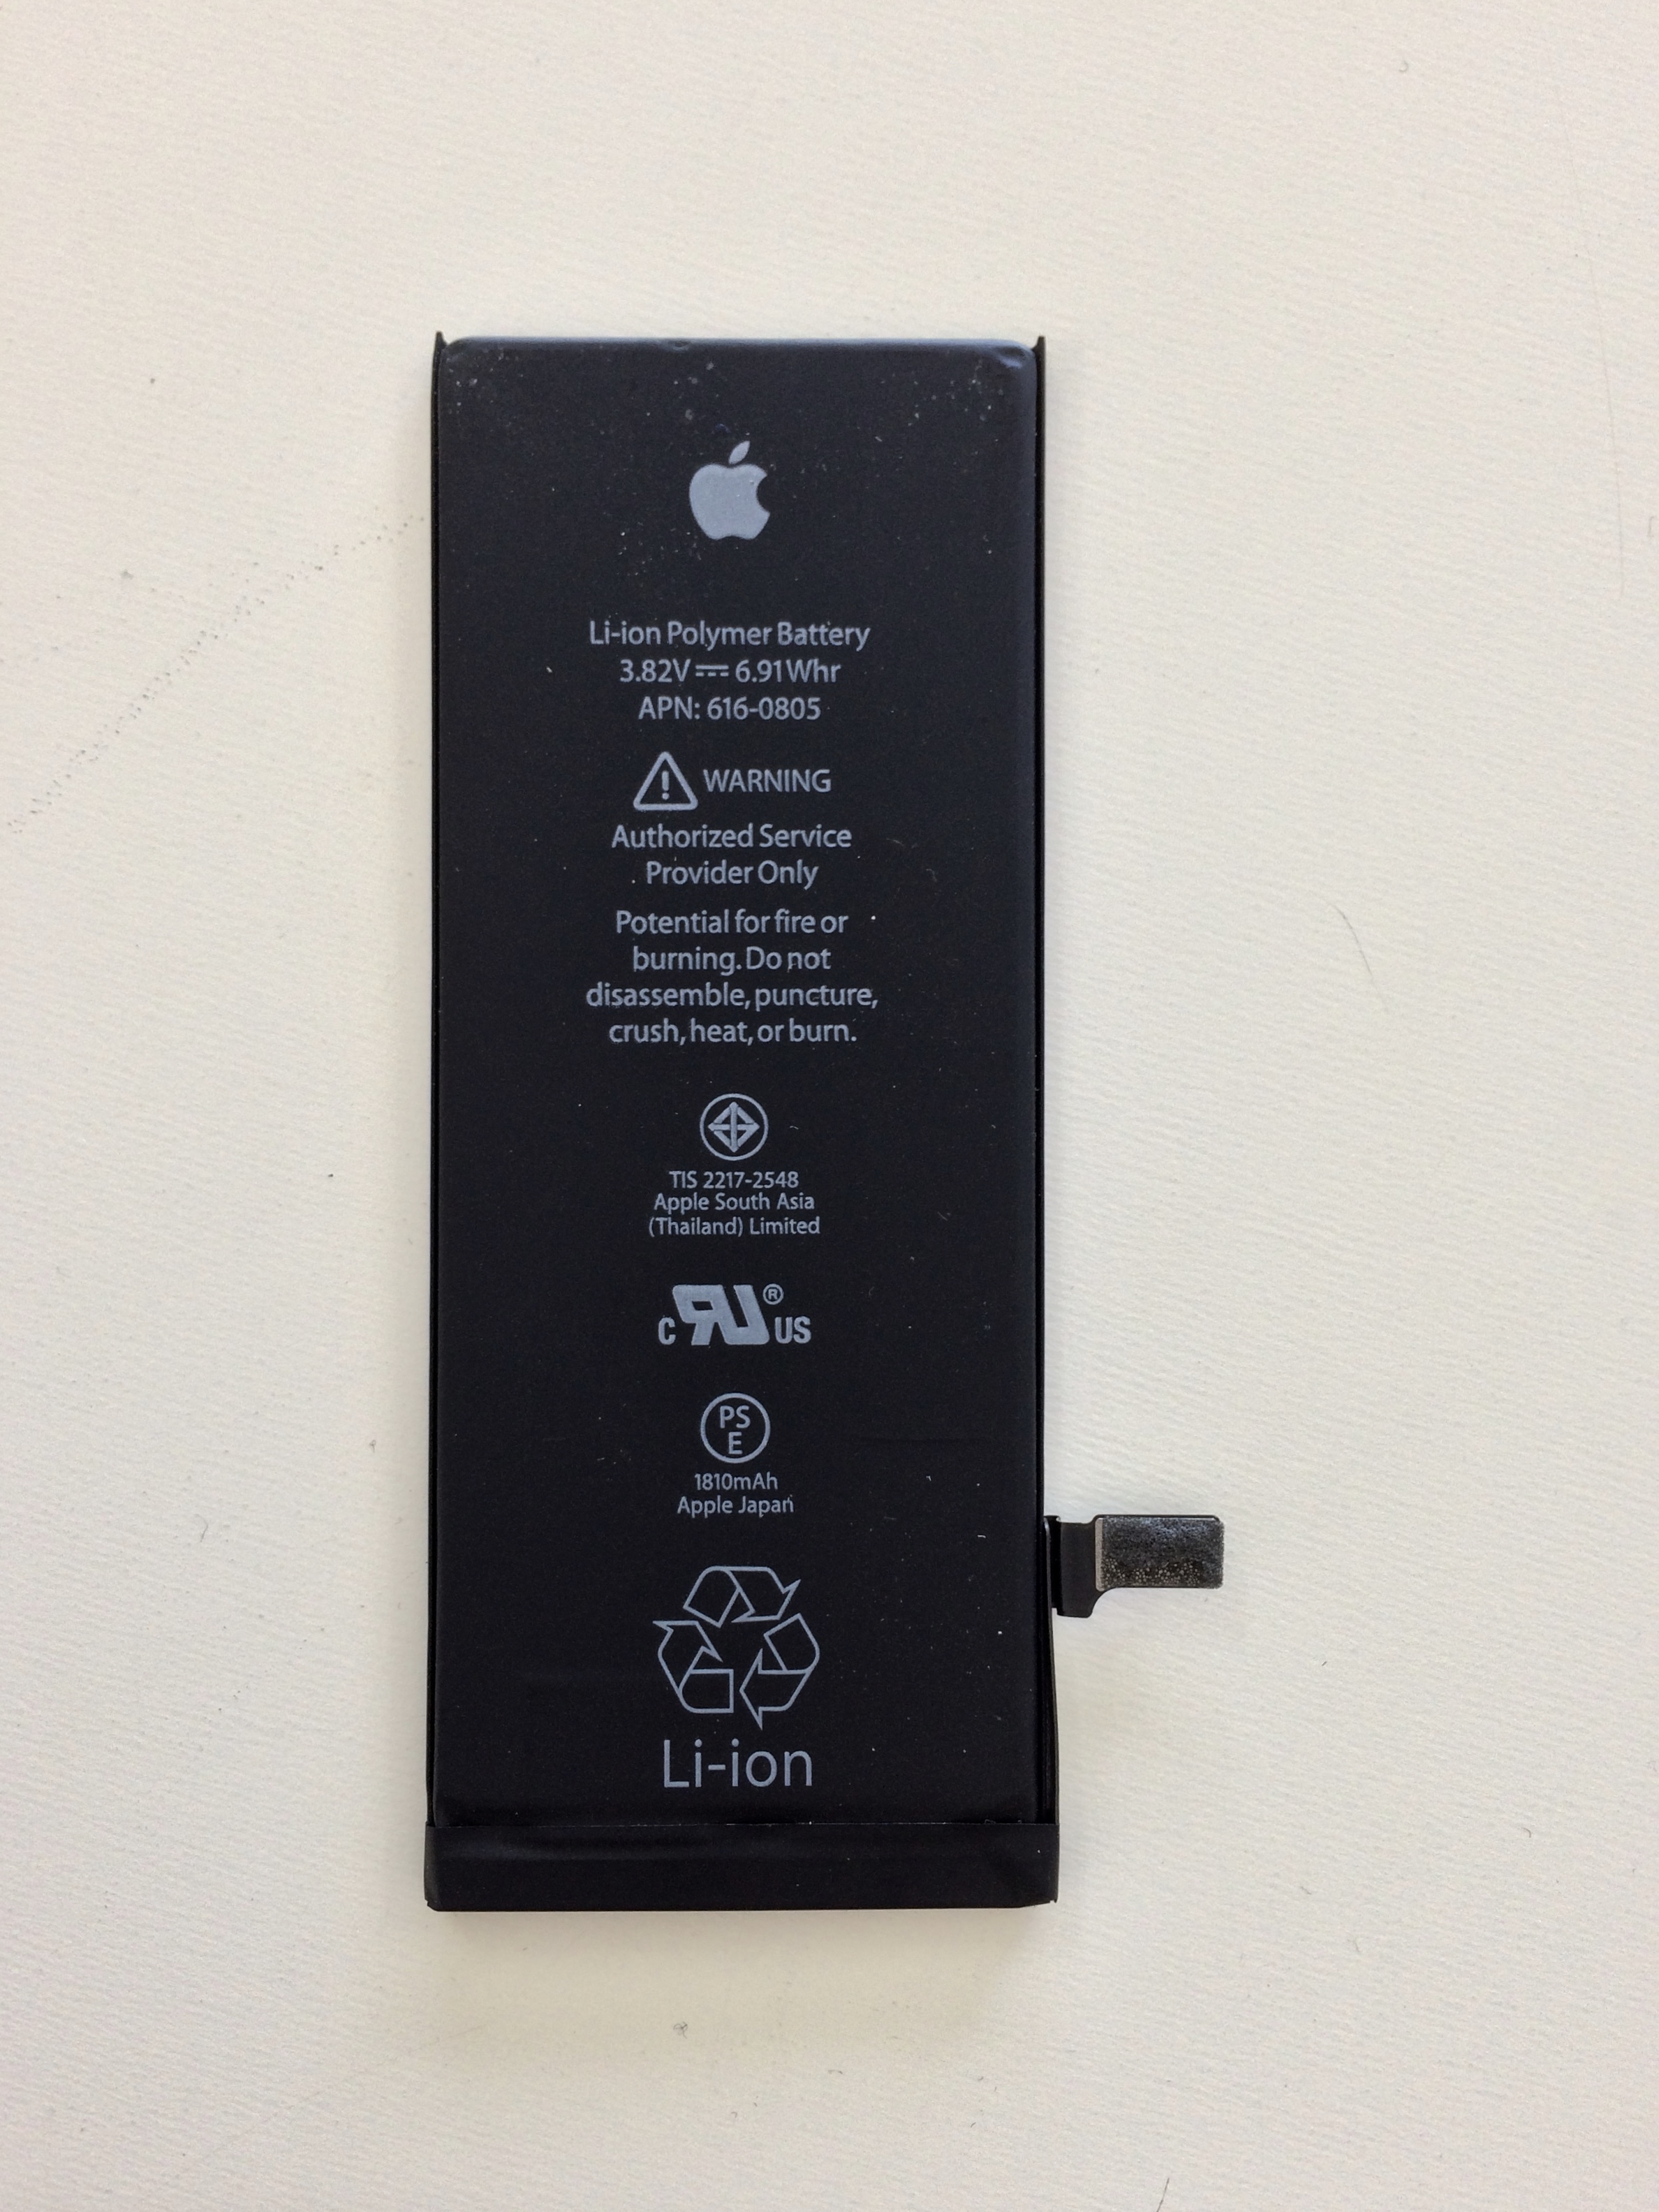 Li-ion Polymer Battery
3.82V⎓6.91Whr
APN: 616-0805
WARNING
Authorized Service
Provider Only
Potential for fire or
burning. Do not
disassemble, puncture,
crush, heat, or burn.
TIS 2217-2548
Apple South Asia
(Thailand) Limited
C RU® US
PS
E
1810mAh
Apple Japan
Li-ion